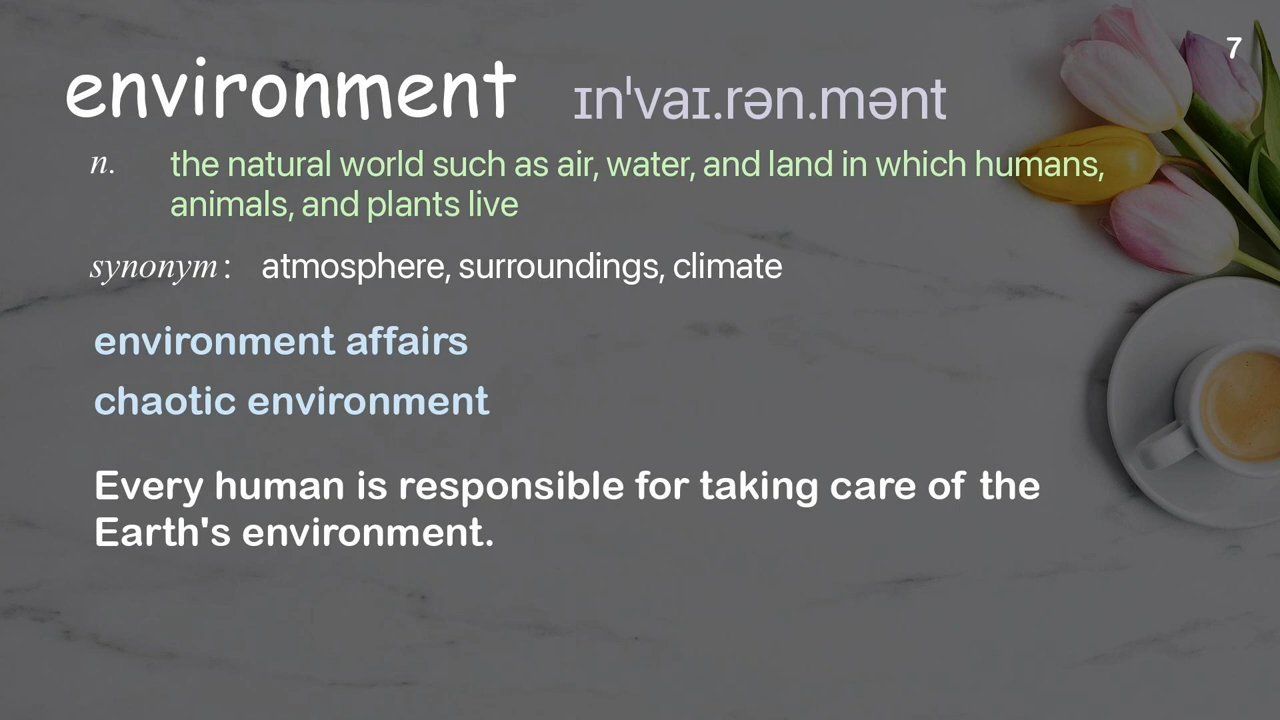 7
environment ɪnˈvaɪ.rən.mənt
n. the natural world such as air, water, and land in which humans,
animals, and plants live
synonym : atmosphere, surroundings, climate
environment affairs
chaotic environment
Every human is responsible for taking care of the
Earth's environment.